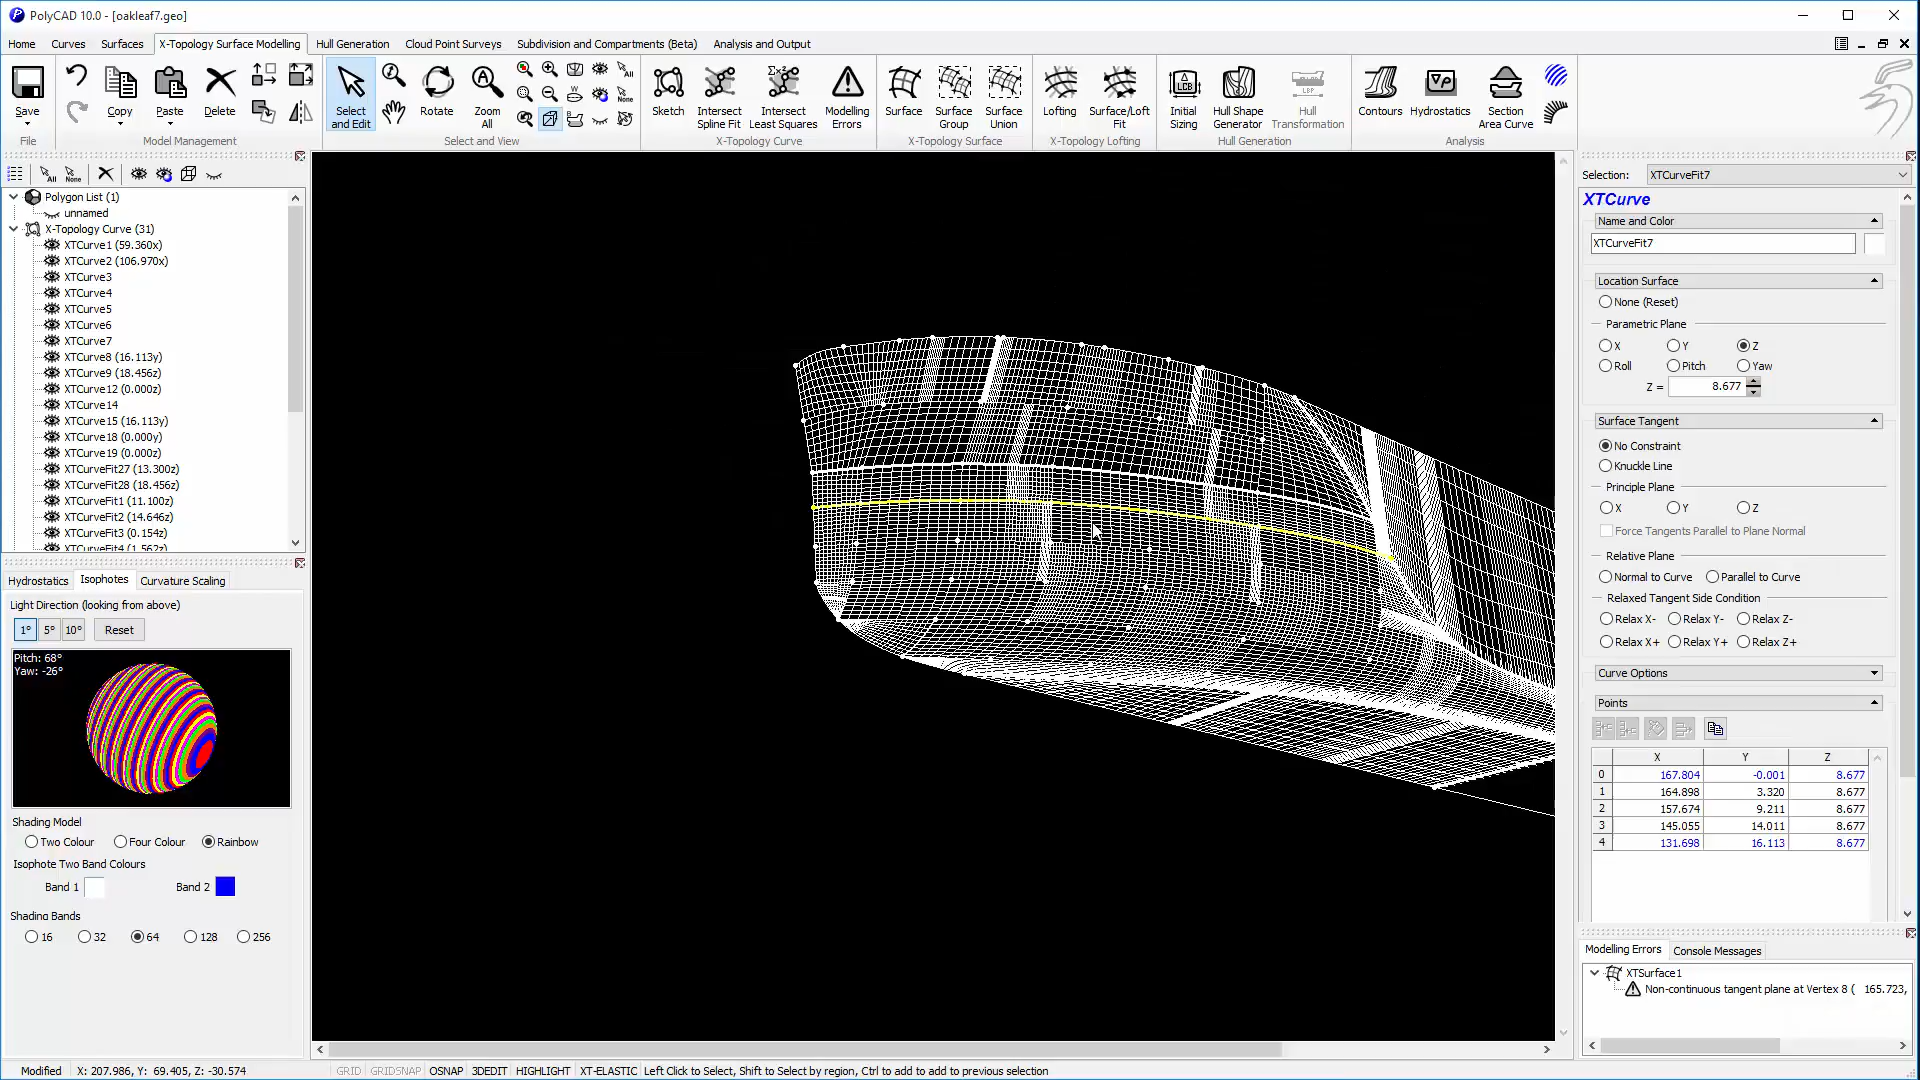 PolyCAD 10.0 - [oakleaf7.geo]
Home Curves Surfaces X-Topology Surface Modelling Hull Generation Cloud Point Surveys Subdivision and Compartments (Beta) Analysis and Output
Save Copy Paste Delete Select and Edit Rotate Zoom All Sketch Intersect Spline Fit Intersect Least Squares Modelling Errors Surface Surface Group Surface Union Lofting Surface/Loft Fit Initial Sizing Hull Shape Generator Hull Transformation Contours Hydrostatics Section Area Curve
File Model Management Select and View X-Topology Curve X-Topology Surface X-Topology Lofting Hull Generation Analysis
Polygon List (1)
unnamed
X-Topology Curve (31)
XTCurve1 (59.360x)
XTCurve2 (106.970x)
XTCurve3
XTCurve4
XTCurve5
XTCurve6
XTCurve7
XTCurve8 (16.113y)
XTCurve9 (18.456z)
XTCurve12 (0.000z)
XTCurve14
XTCurve15 (16.113y)
XTCurve18 (0.000y)
XTCurve19 (0.000z)
XTCurveFit27 (13.300z)
XTCurveFit28 (18.456z)
XTCurveFit1 (11.100z)
XTCurveFit2 (14.646z)
XTCurveFit3 (0.154z)
XTCurveFit4 (1.562z)
Hydrostatics Isophotes Curvature Scaling
Light Direction (looking from above)
1° 5° 10° Reset
Pitch: 68°
Yaw: -26°
Shading Model
Two Colour Four Colour Rainbow
Isophote Two Band Colours
Band 1 Band 2
Shading Bands
16 32 64 128 256
Selection: XTCurveFit7
XTCurve
Name and Color
XTCurveFit7
Location Surface
None (Reset)
Parametric Plane
X Y Z
Roll Pitch Yaw
Z = 8.677
Surface Tangent
No Constraint
Knuckle Line
Principle Plane
X Y Z
Force Tangents Parallel to Plane Normal
Relative Plane
Normal to Curve Parallel to Curve
Relaxed Tangent Side Condition
Relax X- Relax Y- Relax Z-
Relax X+ Relax Y+ Relax Z+
Curve Options
Points
X Y Z
0 167.804 -0.001 8.677
1 164.898 3.320 8.677
2 157.674 9.211 8.677
3 145.055 14.011 8.677
4 131.698 16.113 8.677
Modelling Errors Console Messages
XTSurface1
Non-continuous tangent plane at Vertex 8 ( 165.723,
Modified X: 207.986, Y: 69.405, Z: -30.574 GRID GRIDSNAP OSNAP 3DEDIT HIGHLIGHT XT-ELASTIC Left Click to Select, Shift to Select by region, Ctrl to add to add to previous selection